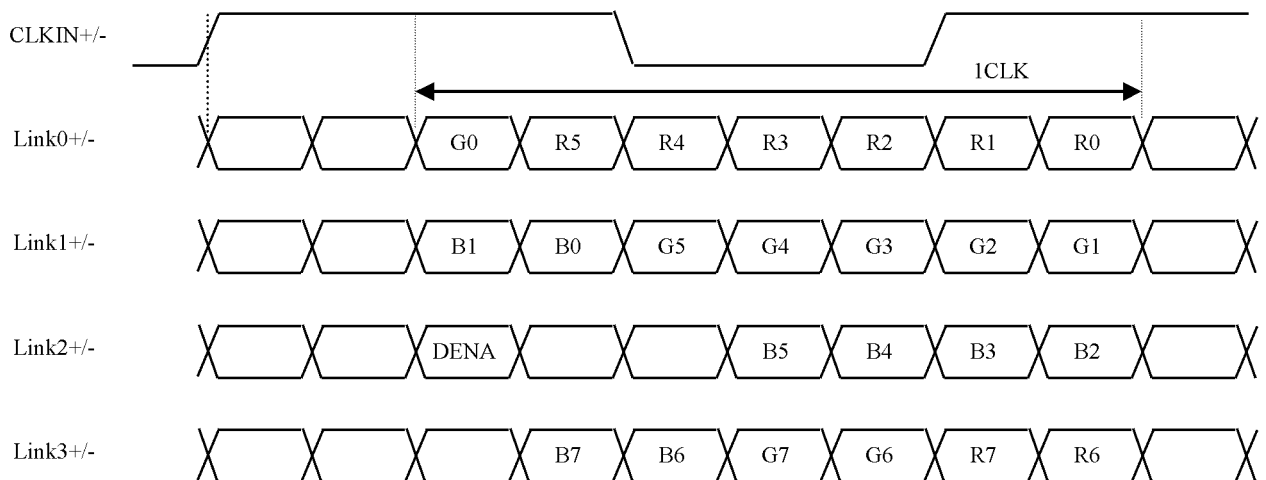 CLKIN+/-
1CLK
Link0+/- G0 R5 R4 R3 R2 R1 R0
Link1+/- B1 B0 G5 G4 G3 G2 G1
Link2+/- DENA B5 B4 B3 B2
Link3+/- B7 B6 G7 G6 R7 R6